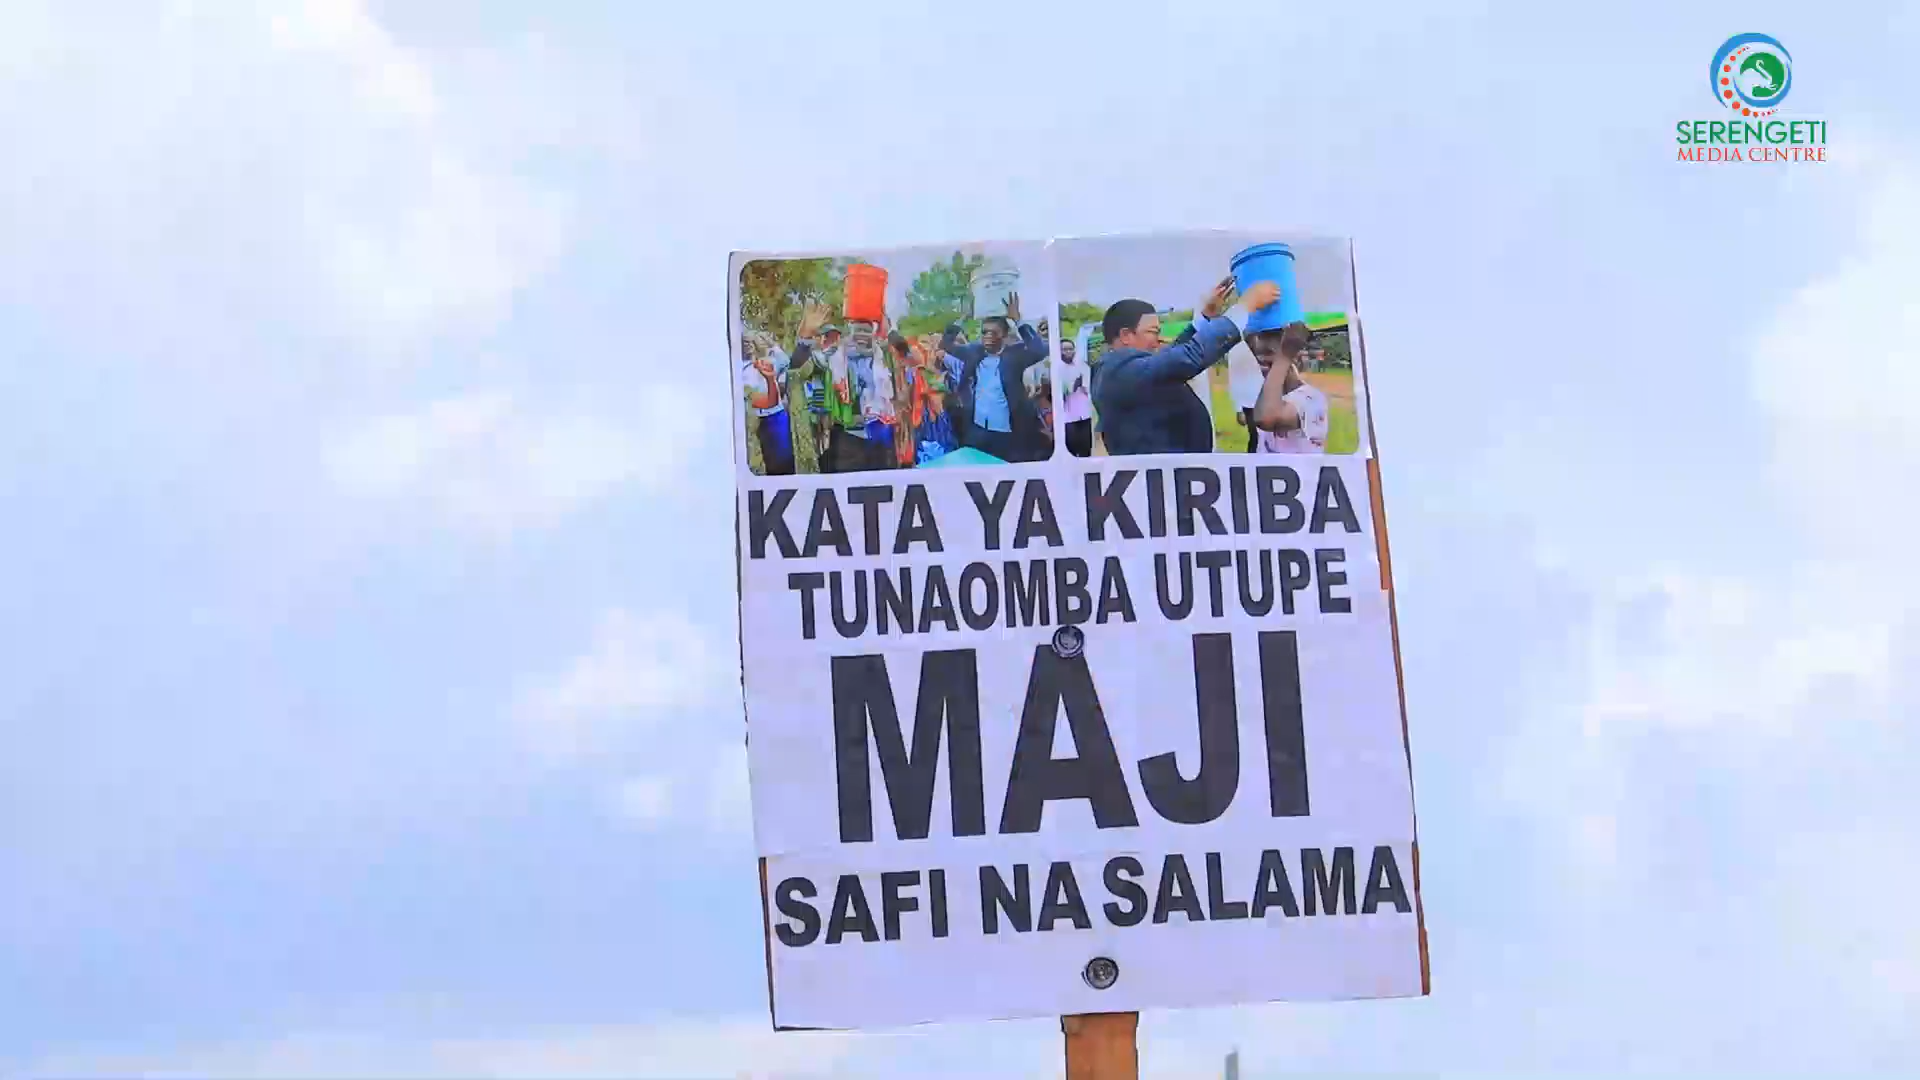 SERENGETI
MEDIA CENTRE
KATA YA KIRIBA
TUNAOMBA UTUPE
MAJI
SAFI NA SALAMA